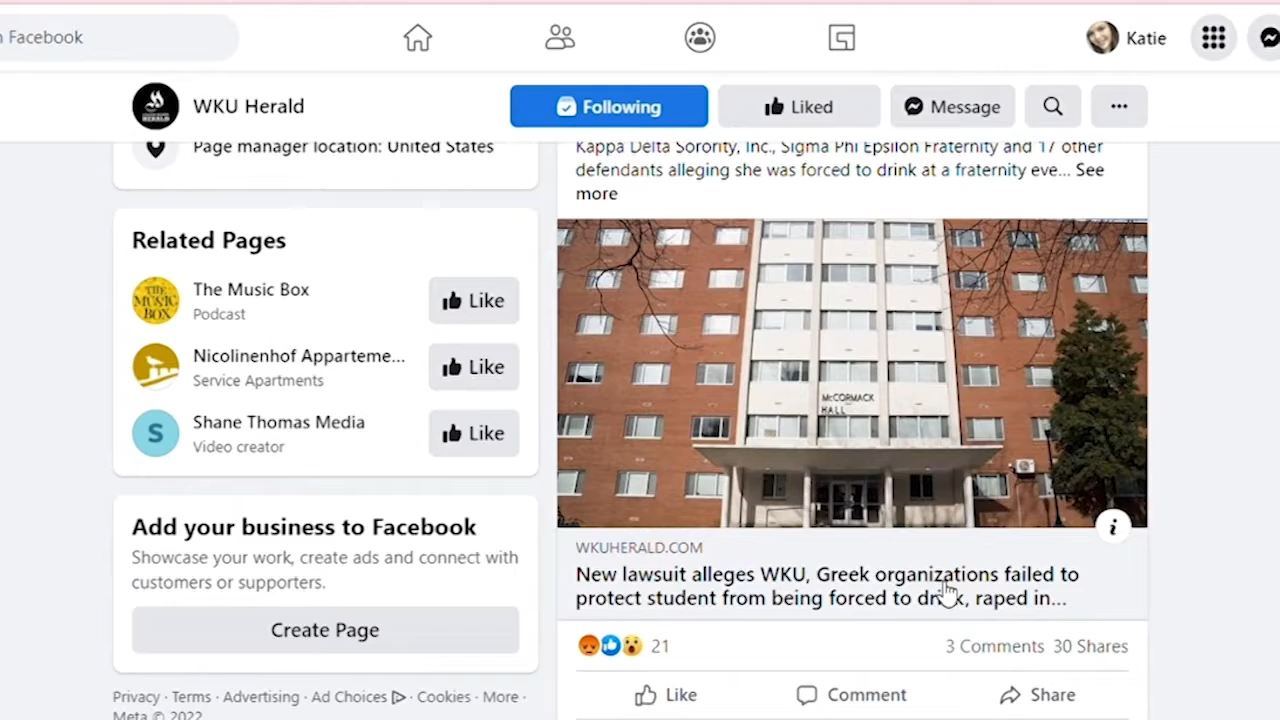 n Facebook
Katie
WKU Herald
Following
Liked
Message
Page manager location: United States
Related Pages
THE MUSIC BOX
The Music Box
Podcast
Like
Nicolinenhof Apparteme...
Service Apartments
Like
S
Shane Thomas Media
Video creator
Like
Add your business to Facebook
Showcase your work, create ads and connect with
customers or supporters.
Create Page
Privacy · Terms · Advertising · Ad Choices · Cookies · More ·
Meta © 2022
Kappa Delta Sorority, Inc., Sigma Phi Epsilon Fraternity and 17 other
defendants alleging she was forced to drink at a fraternity eve... See
more
McCORMACK
HALL
WKUHERALD.COM
New lawsuit alleges WKU, Greek organizations failed to
protect student from being forced to drink, raped in...
21
3 Comments 30 Shares
Like
Comment
Share